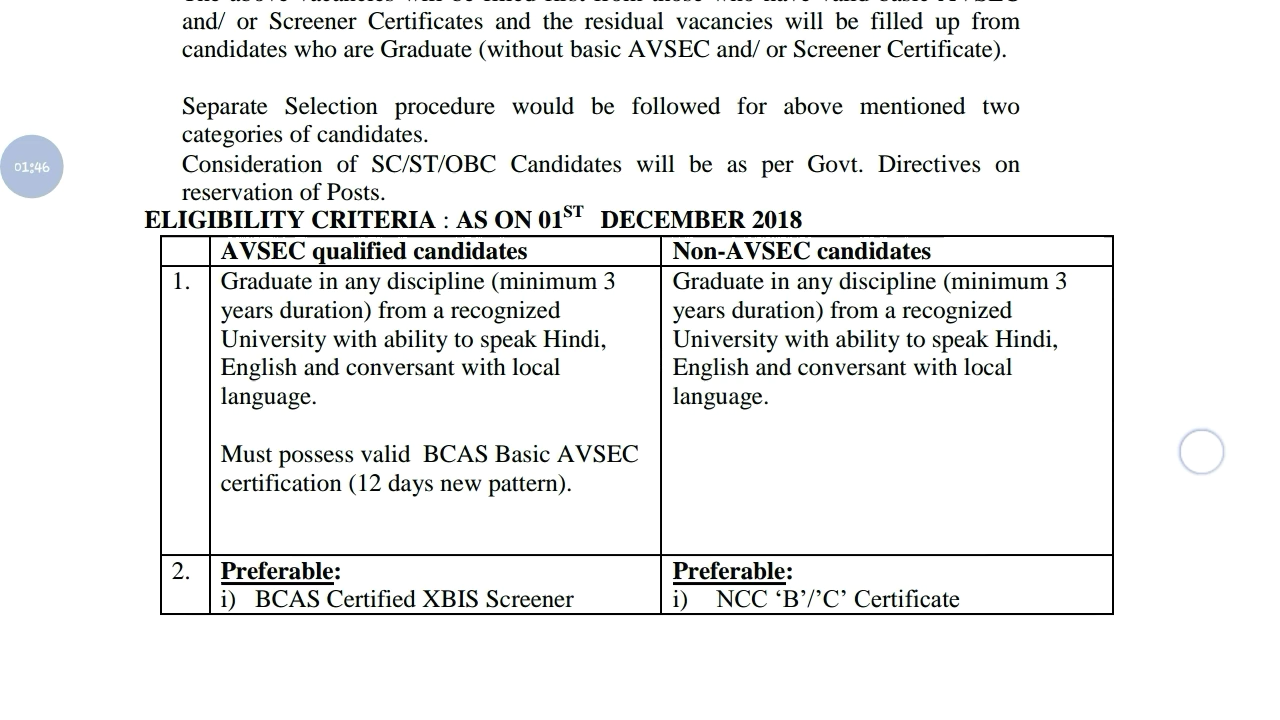 and/ or Screener Certificates and the residual vacancies will be filled up from
candidates who are Graduate (without basic AVSEC and/ or Screener Certificate).
Separate Selection procedure would be followed for above mentioned two
categories of candidates.
01:46
Consideration of SC/ST/OBC Candidates will be as per Govt. Directives on
reservation of Posts.
ELIGIBILITY CRITERIA : AS ON 01ST DECEMBER 2018
AVSEC qualified candidates
Non-AVSEC candidates
1.
Graduate in any discipline (minimum 3
years duration) from a recognized
University with ability to speak Hindi,
English and conversant with local
language.
Must possess valid BCAS Basic AVSEC
certification (12 days new pattern).
Graduate in any discipline (minimum 3
years duration) from a recognized
University with ability to speak Hindi,
English and conversant with local
language.
2.
Preferable:
i) BCAS Certified XBIS Screener
Preferable:
i) NCC ‘B’/’C’ Certificate